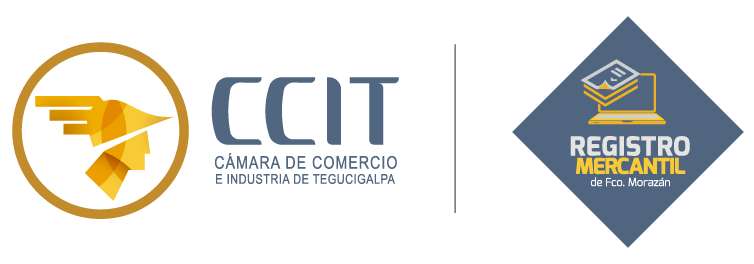 CCIT
CÁMARA DE COMERCIO
E INDUSTRIA DE TEGUCIGALPA
REGISTRO
MERCANTIL
de Fco. Morazán